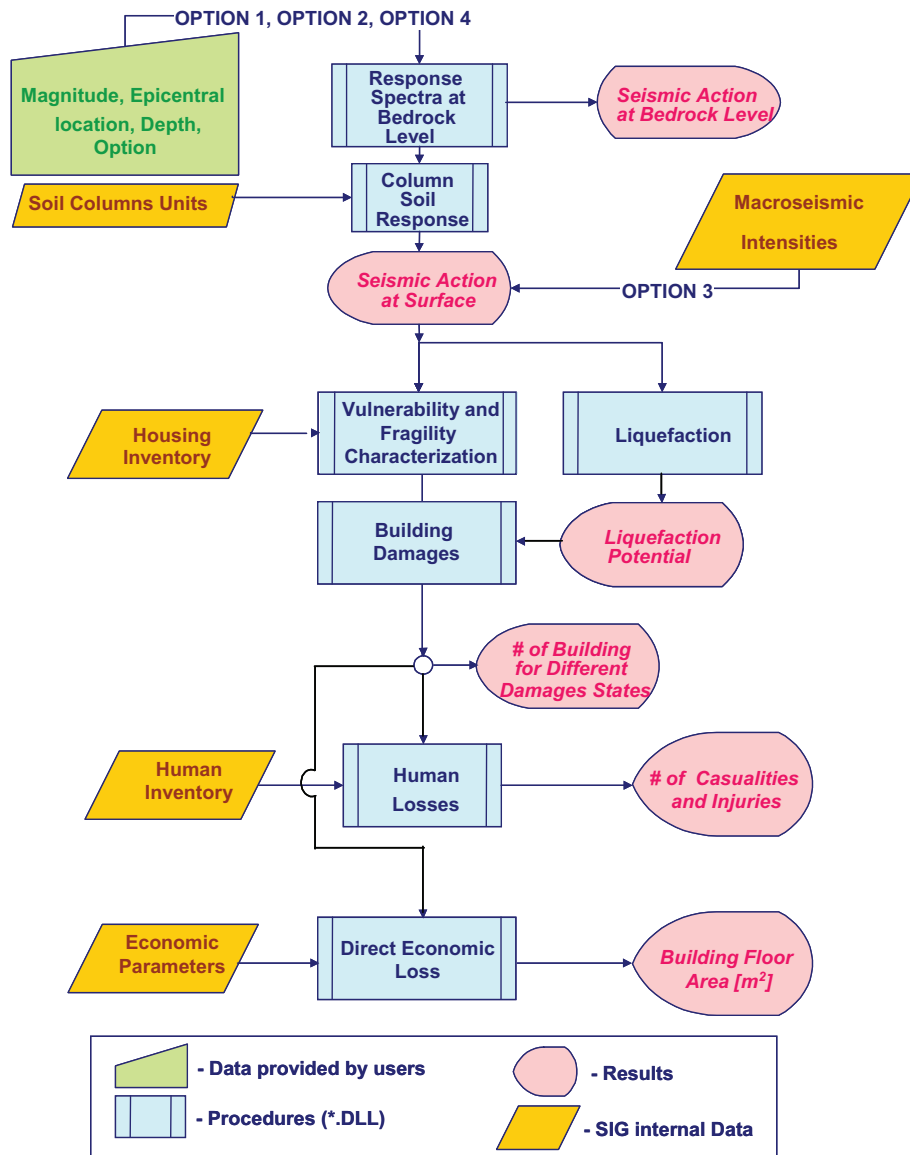 OPTION 1, OPTION 2, OPTION 4
Magnitude, Epicentral
location, Depth,
Option
Response
Spectra at
Bedrock
Level
Seismic Action
at Bedrock Level
Soil Columns Units
Column
Soil
Response
Macroseismic
Intensities
Seismic Action
at Surface
OPTION 3
Housing
Inventory
Vulnerability and
Fragility
Characterization
Liquefaction
Building
Damages
Liquefaction
Potential
# of Building
for Different
Damages States
Human
Inventory
Human
Losses
# of Casualities
and Injuries
Economic
Parameters
Direct Economic
Loss
Building Floor
Area [m²]
- Data provided by users
- Results
- Procedures (*.DLL)
- SIG internal Data